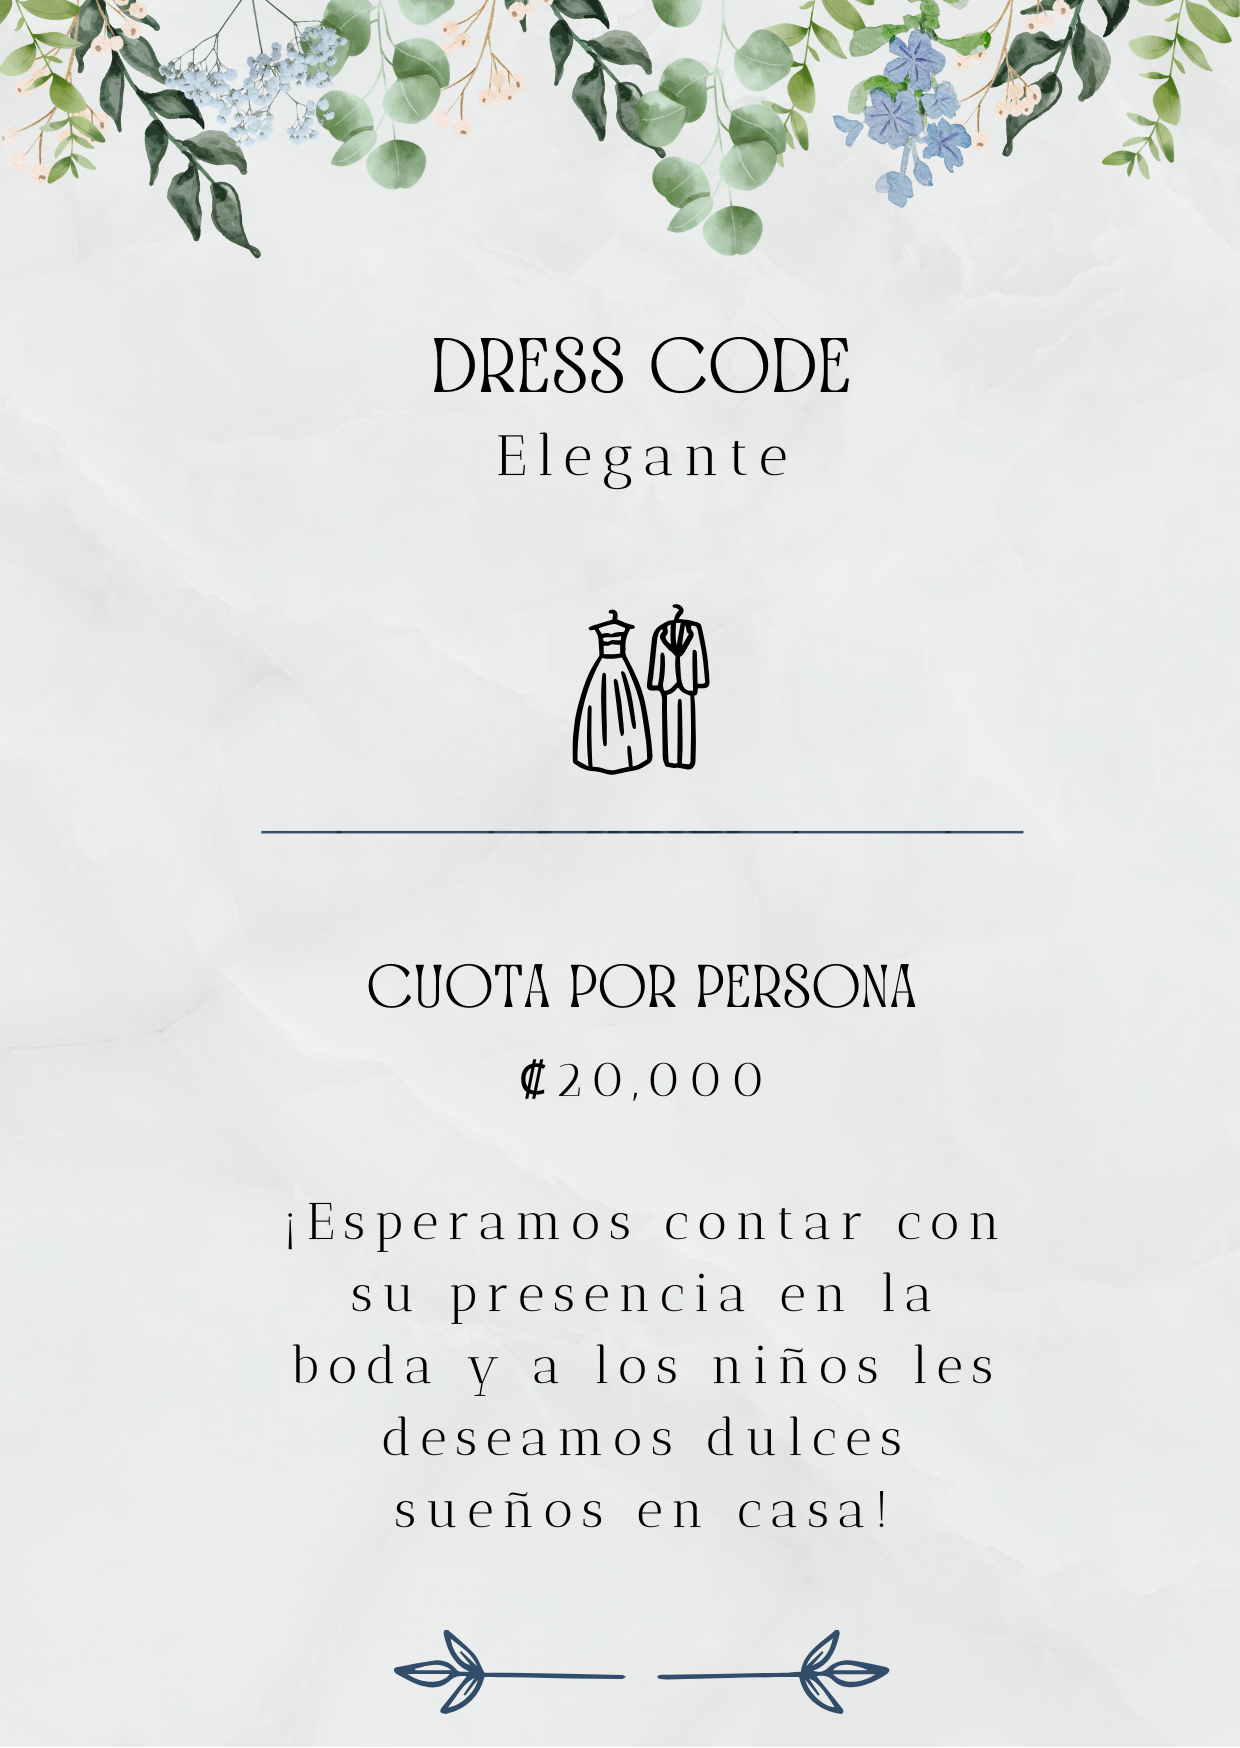 DRESS CODE
Elegante
CUOTA POR PERSONA
₡20,000
¡Esperamos contar con
su presencia en la
boda y a los niños les
deseamos dulces
sueños en casa!